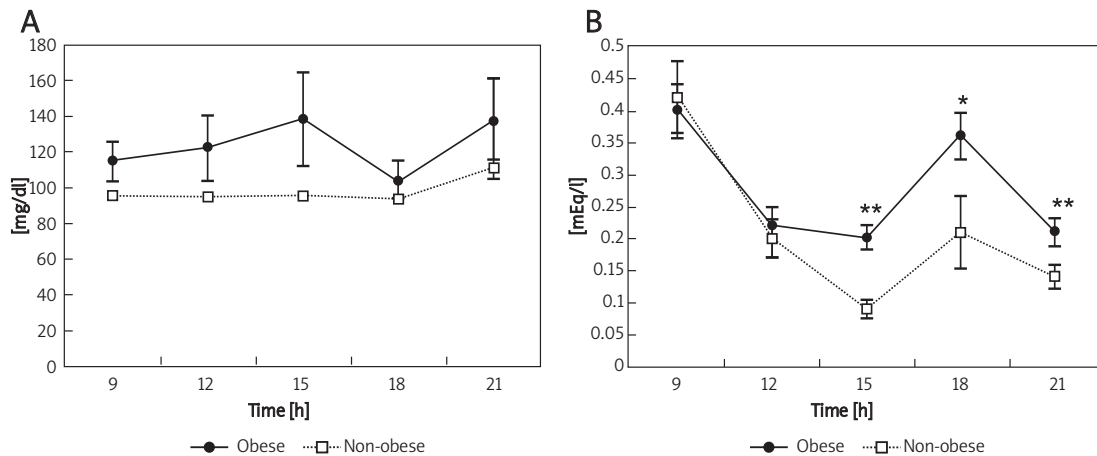 A
180
160
140
120
100
80
60
40
20
0
[mg/dl]
9 12 15 18 21
Time [h]
Obese Non-obese
B
0.5
0.45
0.4
0.35
0.3
0.25
0.2
0.15
0.1
0.05
0
[mEq/l]
**
*
**
9 12 15 18 21
Time [h]
Obese Non-obese